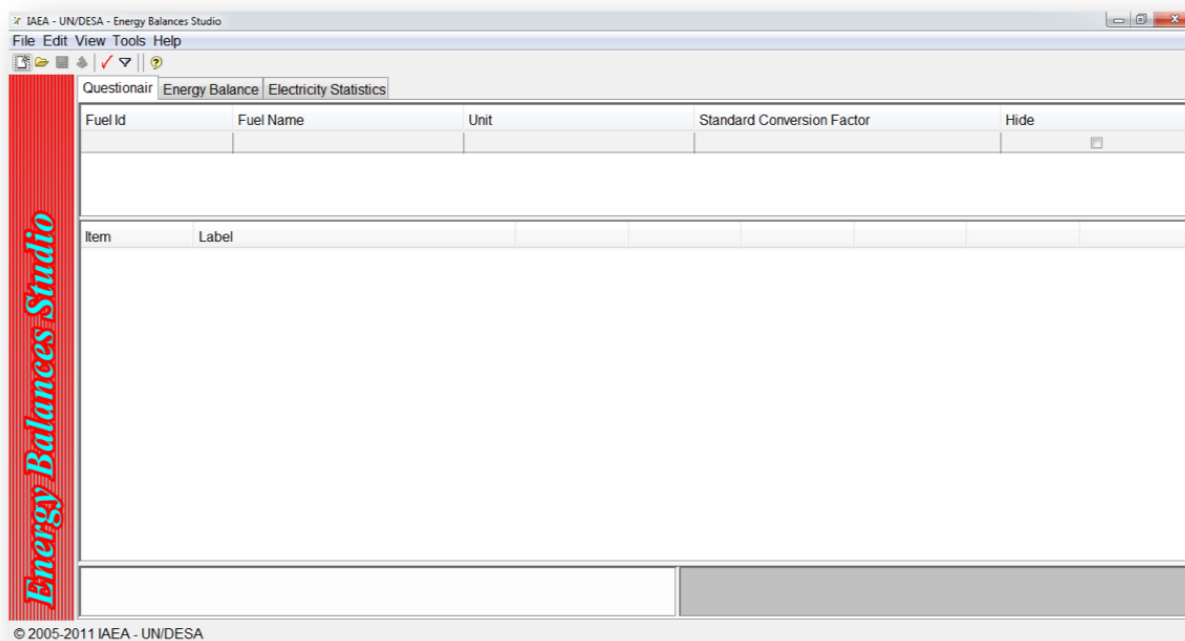 IAEA - UN/DESA - Energy Balances Studio
File Edit View Tools Help
Questionair Energy Balance Electricity Statistics
Fuel Id Fuel Name Unit Standard Conversion Factor Hide
Item Label
Energy Balances Studio
© 2005-2011 IAEA - UN/DESA